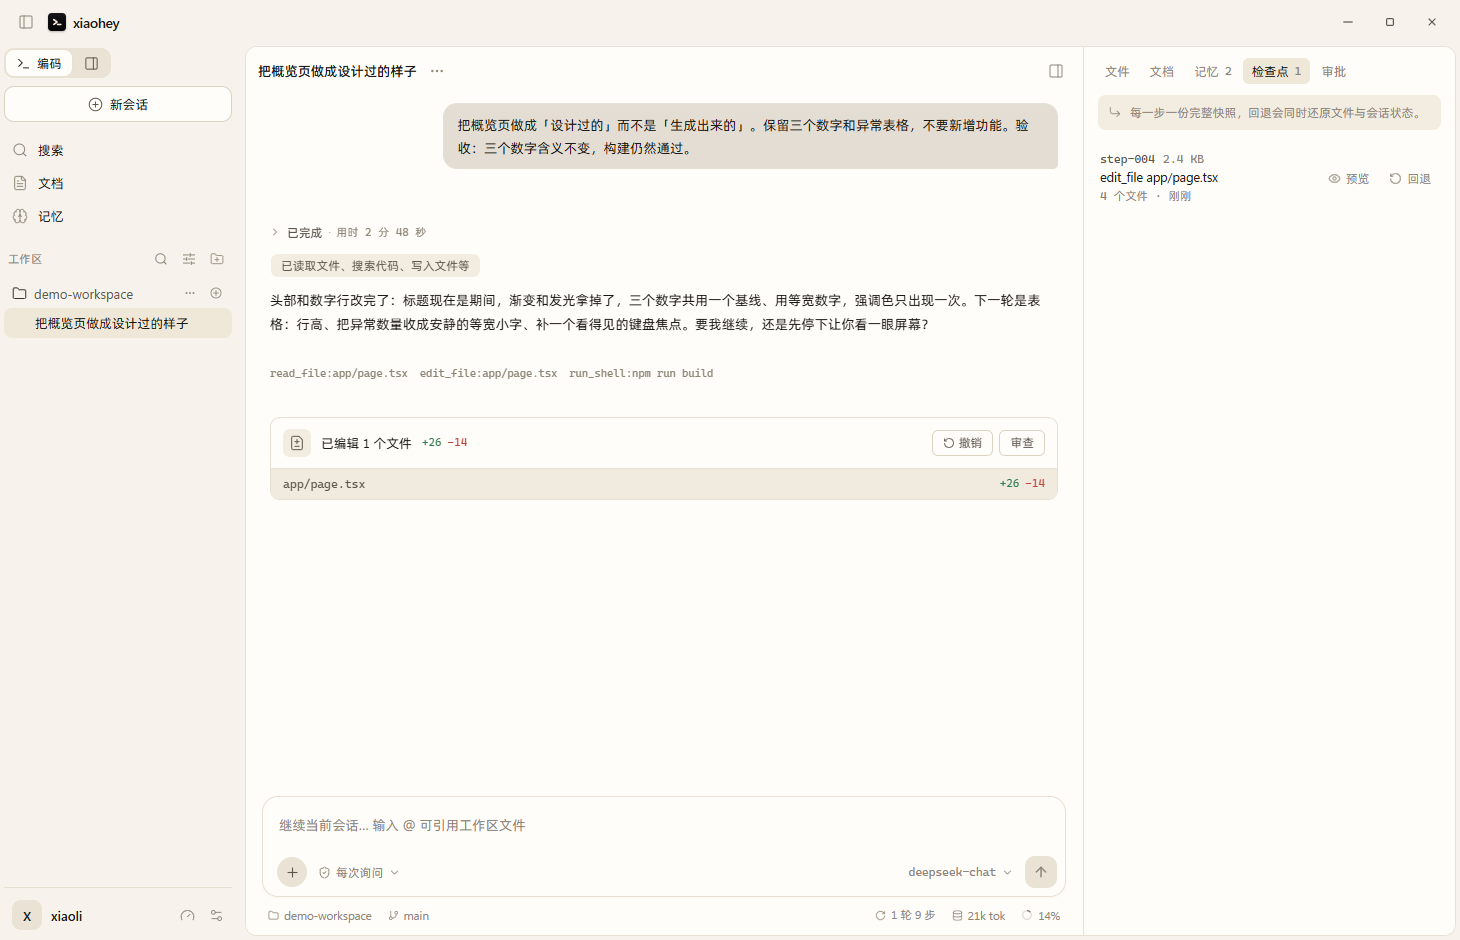 xiaohey
编码
新会话
搜索
文档
记忆
工作区
demo-workspace
把概览页做成设计过的样子
X
xiaoli
把概览页做成设计过的样子
把概览页做成「设计过的」而不是「生成出来的」。保留三个数字和异常表格，不要新增功能。验
收：三个数字含义不变，构建仍然通过。
已完成 · 用时 2 分 48 秒
已读取文件、搜索代码、写入文件等
头部和数字行改完了：标题现在是期间，渐变和发光拿掉了，三个数字共用一个基线、用等宽数字，强调色只出现一次。下一轮是表
格：行高、把异常数量收成安静的等宽小字、补一个看得见的键盘焦点。要我继续，还是先停下让你看一眼屏幕？
read_file:app/page.tsx edit_file:app/page.tsx run_shell:npm run build
已编辑 1 个文件 +26 −14
撤销
审查
app/page.tsx +26 −14
继续当前会话… 输入 @ 可引用工作区文件
每次询问
deepseek-chat
demo-workspace
main
1 轮 9 步
21k tok
14%
文件 文档 记忆 2 检查点 1 审批
每一步一份完整快照，回退会同时还原文件与会话状态。
step-004 2.4 KB
edit_file app/page.tsx
预览
回退
4 个文件 · 刚刚